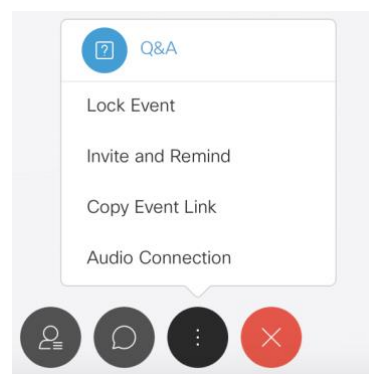 Q&A
Lock Event
Invite and Remind
Copy Event Link
Audio Connection